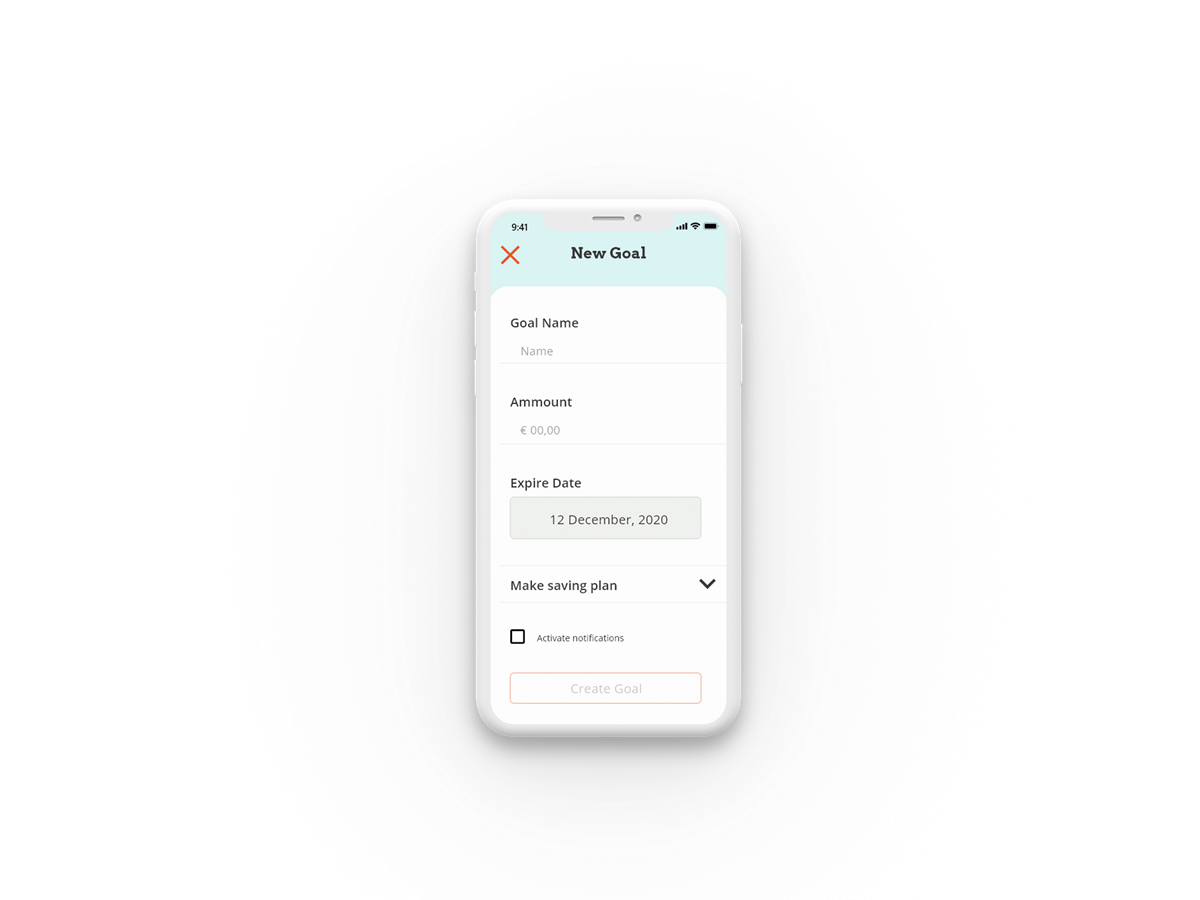 9:41
New Goal
Goal Name
Name
Ammount
€ 00,00
Expire Date
12 December, 2020
Make saving plan
Activate notifications
Create Goal